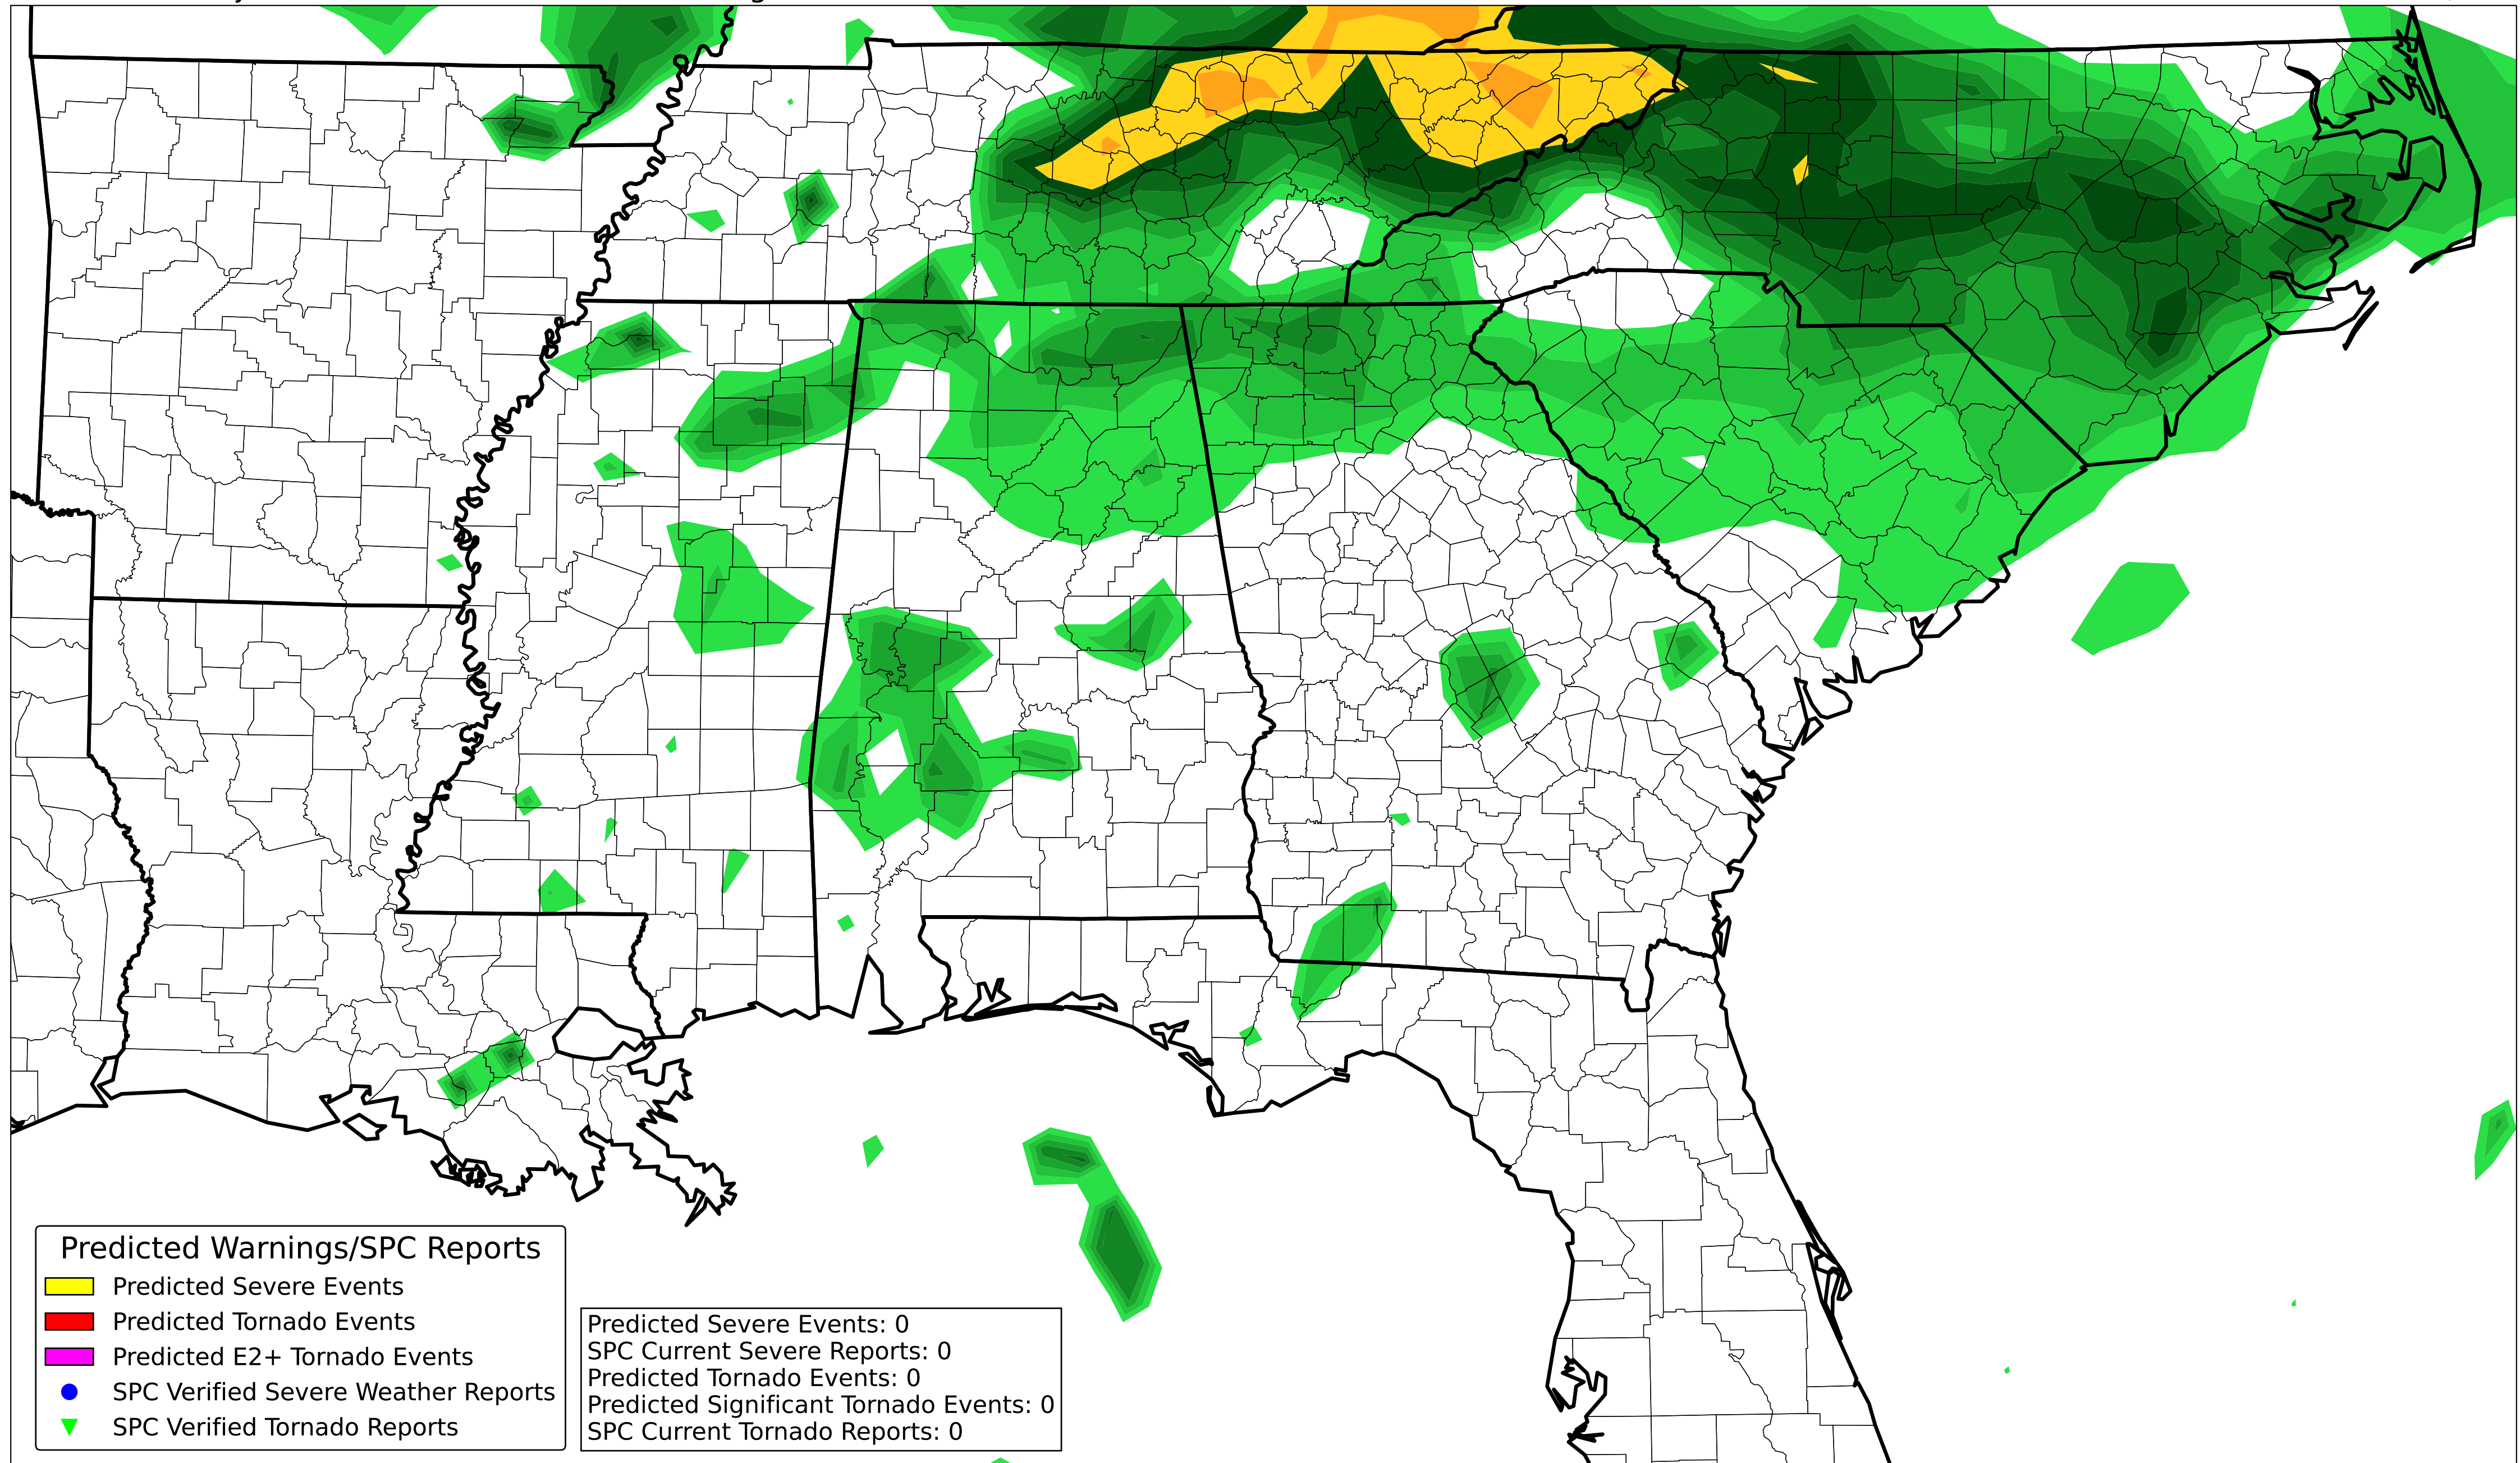 Predicted Warnings/SPC Reports
Predicted Severe Events
Predicted Tornado Events
Predicted E2+ Tornado Events
SPC Verified Severe Weather Reports
SPC Verified Tornado Reports
Predicted Severe Events: 0
SPC Current Severe Reports: 0
Predicted Tornado Events: 0
Predicted Significant Tornado Events: 0
SPC Current Tornado Reports: 0